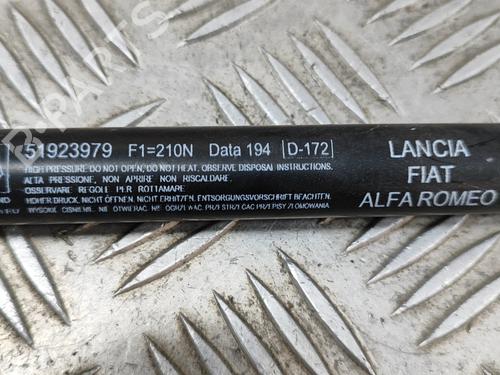 51923979 F1=210N Data 194 D-172
HIGH PRESSURE, DO NOT OPEN, DO NOT HEAT. OBSERVE DISPOSAL INSTRUCTIONS.
ALTA PRESSIONE, NON APRIRE NON RISCALDARE.
OSSERVARE REGOLE PER ROTTAMARE.
HOHER DRUCK, NICHT ÖFFNEN, NICHT ERHITZEN, ENTSORGUNGSVORSCHRIFT BEACHTEN.
WYSOKIE
LANCIA
FIAT
ALFA ROMEO